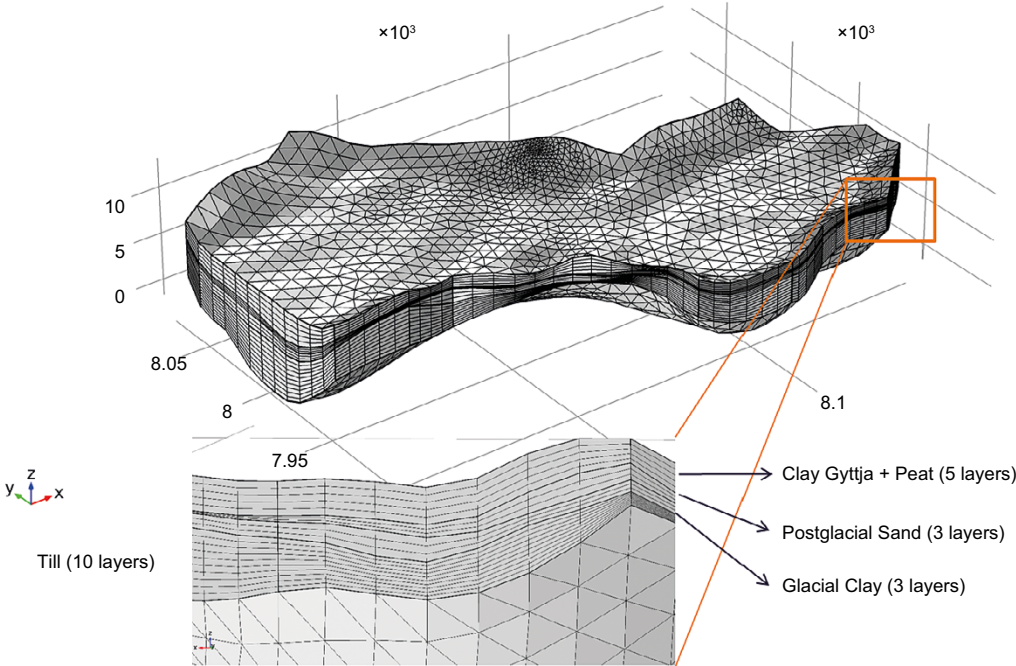 ×10³
×10³
10
5
0
8.05
8
7.95
8.1
z
y
x
Clay Gyttja + Peat (5 layers)
Postglacial Sand (3 layers)
Till (10 layers)
Glacial Clay (3 layers)